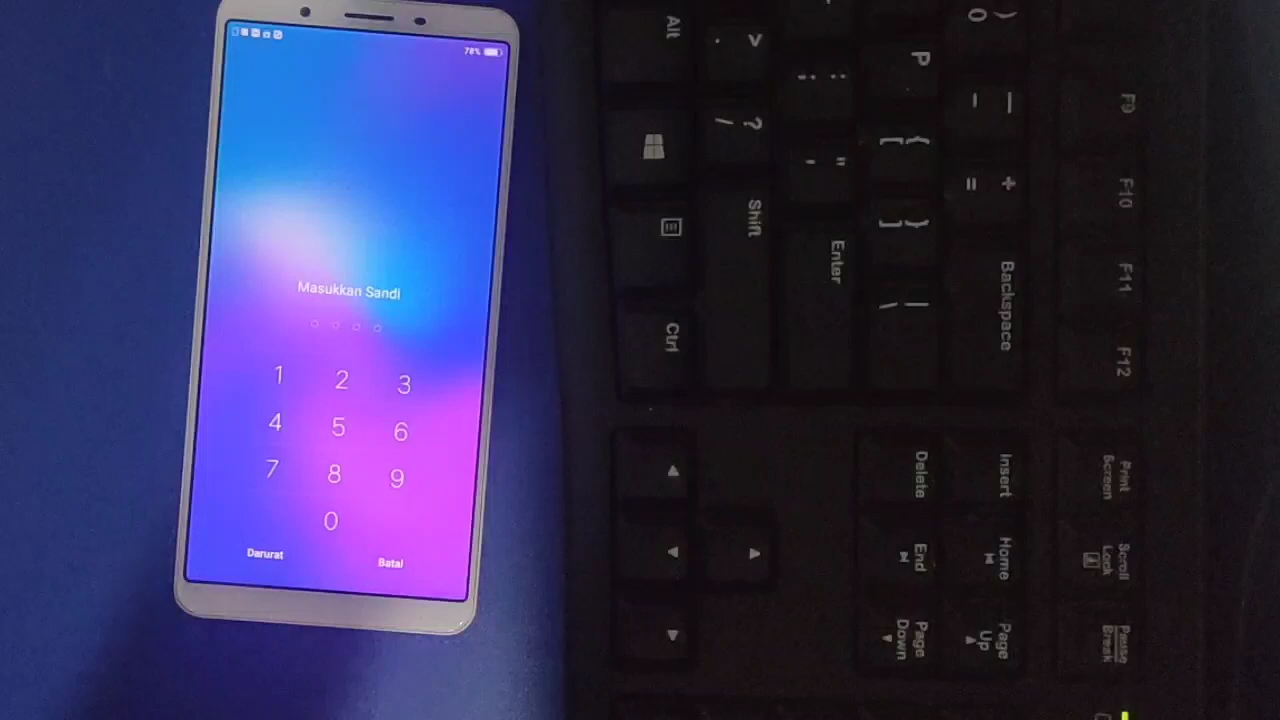 78%
Masukkan Sandi
1 2 3
4 5 6
7 8 9
0
Darurat Batal
Alt
Shift
Enter
Ctrl
> .
? /
: ;
" '
P
{ [
} ]
| \
) 0
_ -
+ =
Backspace
F9
F10
F11
F12
Delete
Insert
Print Screen
End
Home
Scroll Lock
Page Down
Page Up
Pause Break